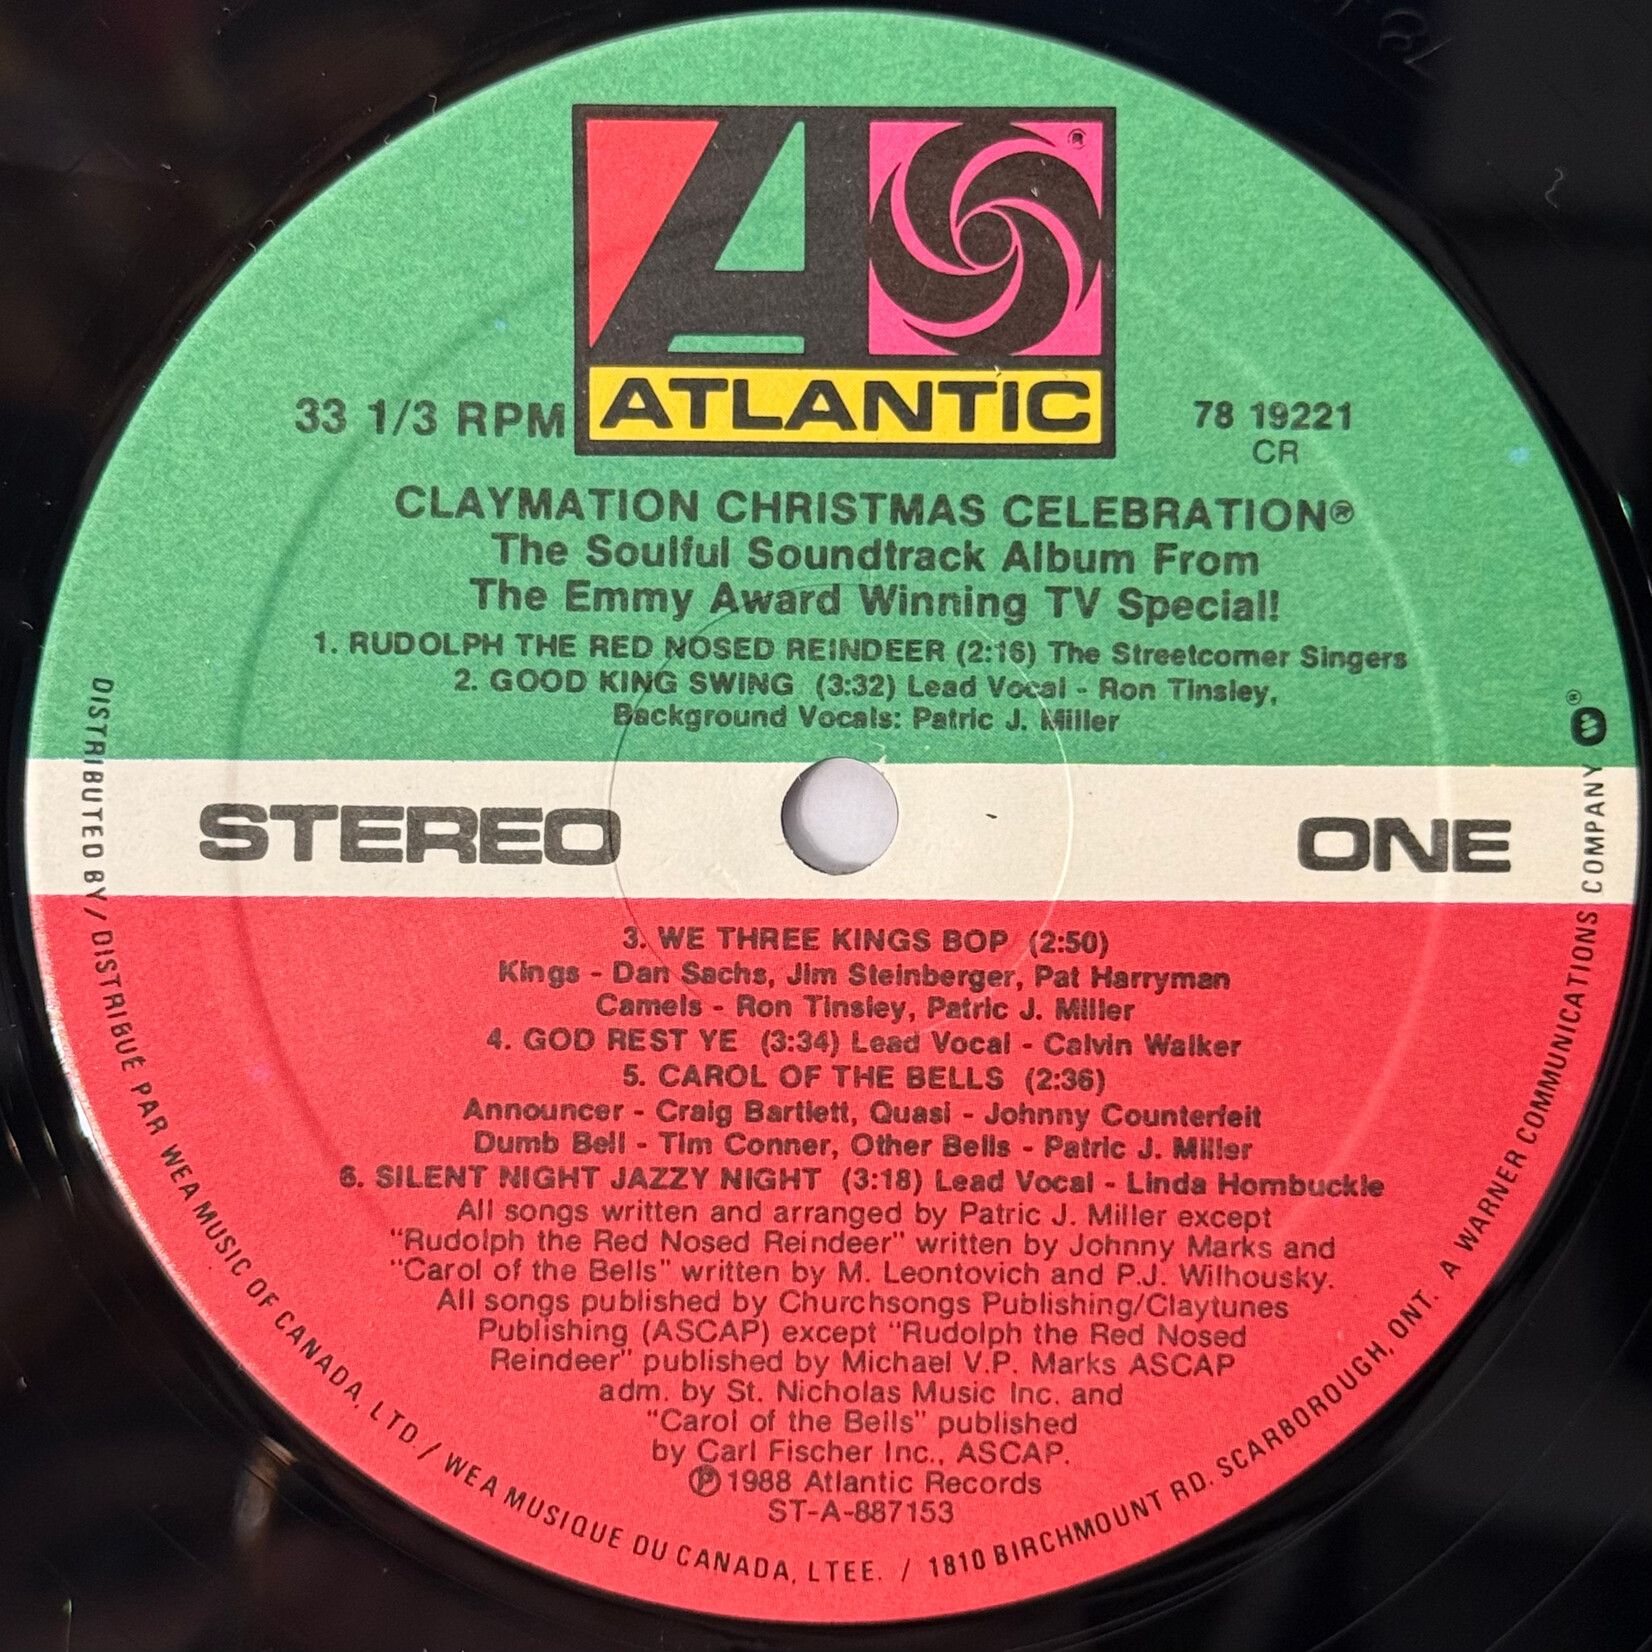 ®
ATLANTIC
33 1/3 RPM
78 19221
CR
CLAYMATION CHRISTMAS CELEBRATION®
The Soulful Soundtrack Album From
The Emmy Award Winning TV Special!
1. RUDOLPH THE RED NOSED REINDEER (2:16) The Streetcorner Singers
2. GOOD KING SWING (3:32) Lead Vocal - Ron Tinsley,
Background Vocals: Patric J. Miller
STEREO
ONE
3. WE THREE KINGS BOP (2:50)
Kings - Dan Sachs, Jim Steinberger, Pat Harryman
Camels - Ron Tinsley, Patric J. Miller
4. GOD REST YE (3:34) Lead Vocal - Calvin Walker
5. CAROL OF THE BELLS (2:36)
Announcer - Craig Bartlett, Quasi - Johnny Counterfeit
Dumb Bell - Tim Conner, Other Bells - Patric J. Miller
6. SILENT NIGHT JAZZY NIGHT (3:18) Lead Vocal - Linda Hornbuckle
All songs written and arranged by Patric J. Miller except
"Rudolph the Red Nosed Reindeer" written by Johnny Marks and
"Carol of the Bells" written by M. Leontovich and P.J. Wilhousky.
All songs published by Churchsongs Publishing/Claytunes
Publishing (ASCAP) except "Rudolph the Red Nosed
Reindeer" published by Michael V.P. Marks ASCAP
adm. by St. Nicholas Music Inc. and
"Carol of the Bells" published
by Carl Fischer Inc., ASCAP.
℗ 1988 Atlantic Records
ST-A-887153
DISTRIBUTED BY / DISTRIBUÉ PAR WEA MUSIC OF CANADA, LTD. / WEA MUSIQUE DU CANADA, LTEE. / 1810 BIRCHMOUNT RD. SCARBOROUGH, ONT. A WARNER COMMUNICATIONS COMPANY ®